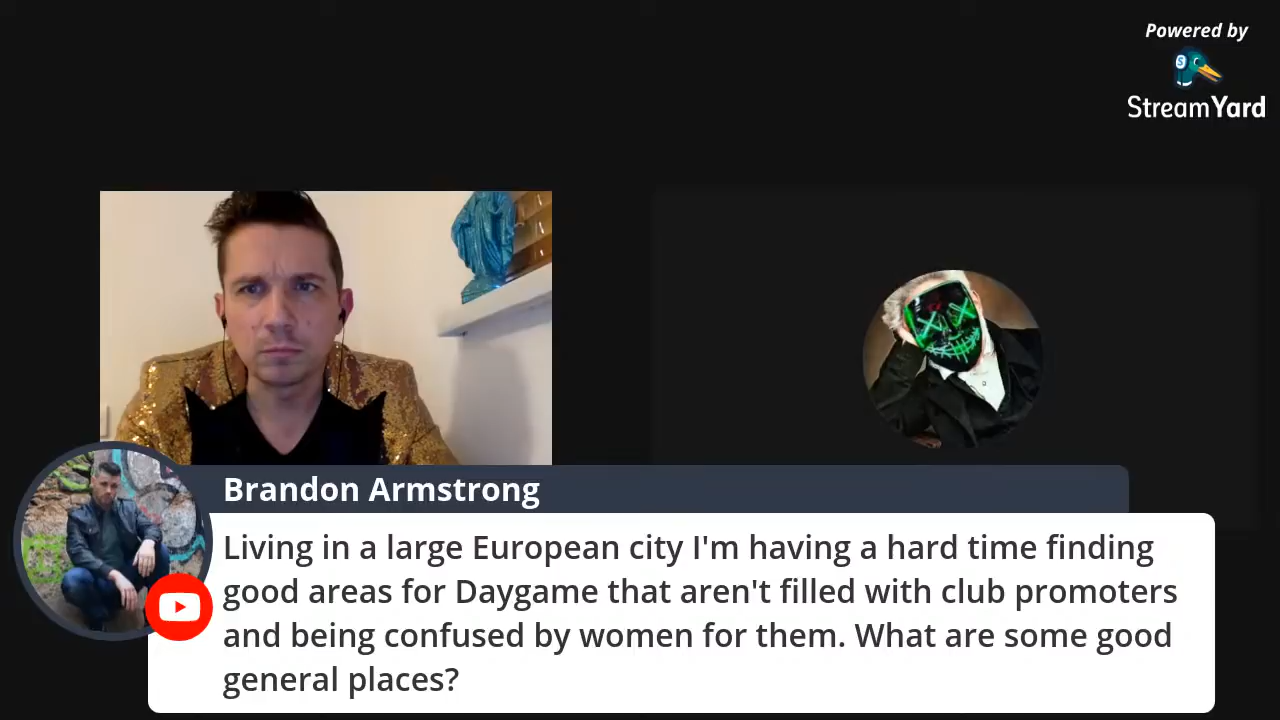 Powered by
StreamYard
Brandon Armstrong
Living in a large European city I'm having a hard time finding
good areas for Daygame that aren't filled with club promoters
and being confused by women for them. What are some good
general places?